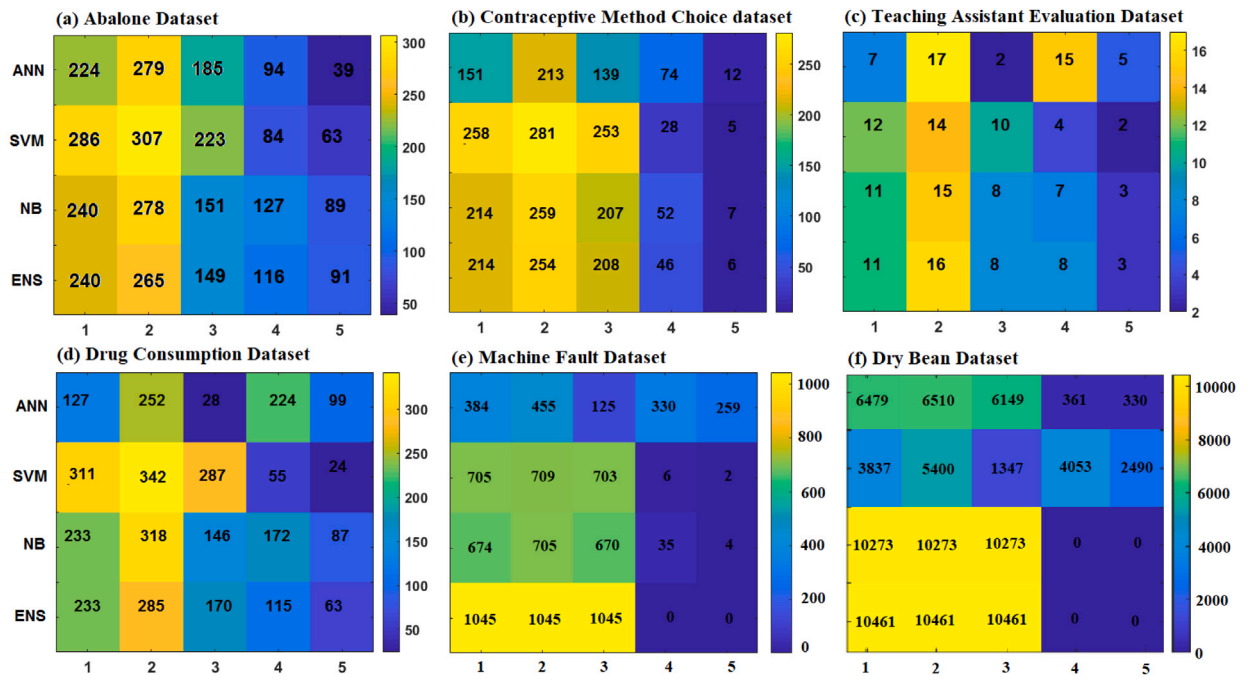 (a) Abalone Dataset
ANN 224 279 185 94 39
SVM 286 307 223 84 63
NB 240 278 151 127 89
ENS 240 265 149 116 91
1 2 3 4 5
300
250
200
150
100
50
(b) Contraceptive Method Choice dataset
151 213 139 74 12
258 281 253 28 5
214 259 207 52 7
214 254 208 46 6
1 2 3 4 5
250
200
150
100
50
(c) Teaching Assistant Evaluation Dataset
7 17 2 15 5
12 14 10 4 2
11 15 8 7 3
11 16 8 8 3
1 2 3 4 5
16
14
12
10
8
6
4
2
(d) Drug Consumption Dataset
ANN 127 252 28 224 99
SVM 311 342 287 55 24
NB 233 318 146 172 87
ENS 233 285 170 115 63
1 2 3 4 5
300
250
200
150
100
50
(e) Machine Fault Dataset
384 455 125 330 259
705 709 703 6 2
674 705 670 35 4
1045 1045 1045 0 0
1 2 3 4 5
1000
800
600
400
200
0
(f) Dry Bean Dataset
6479 6510 6149 361 330
3837 5400 1347 4053 2490
10273 10273 10273 0 0
10461 10461 10461 0 0
1 2 3 4 5
10000
8000
6000
4000
2000
0